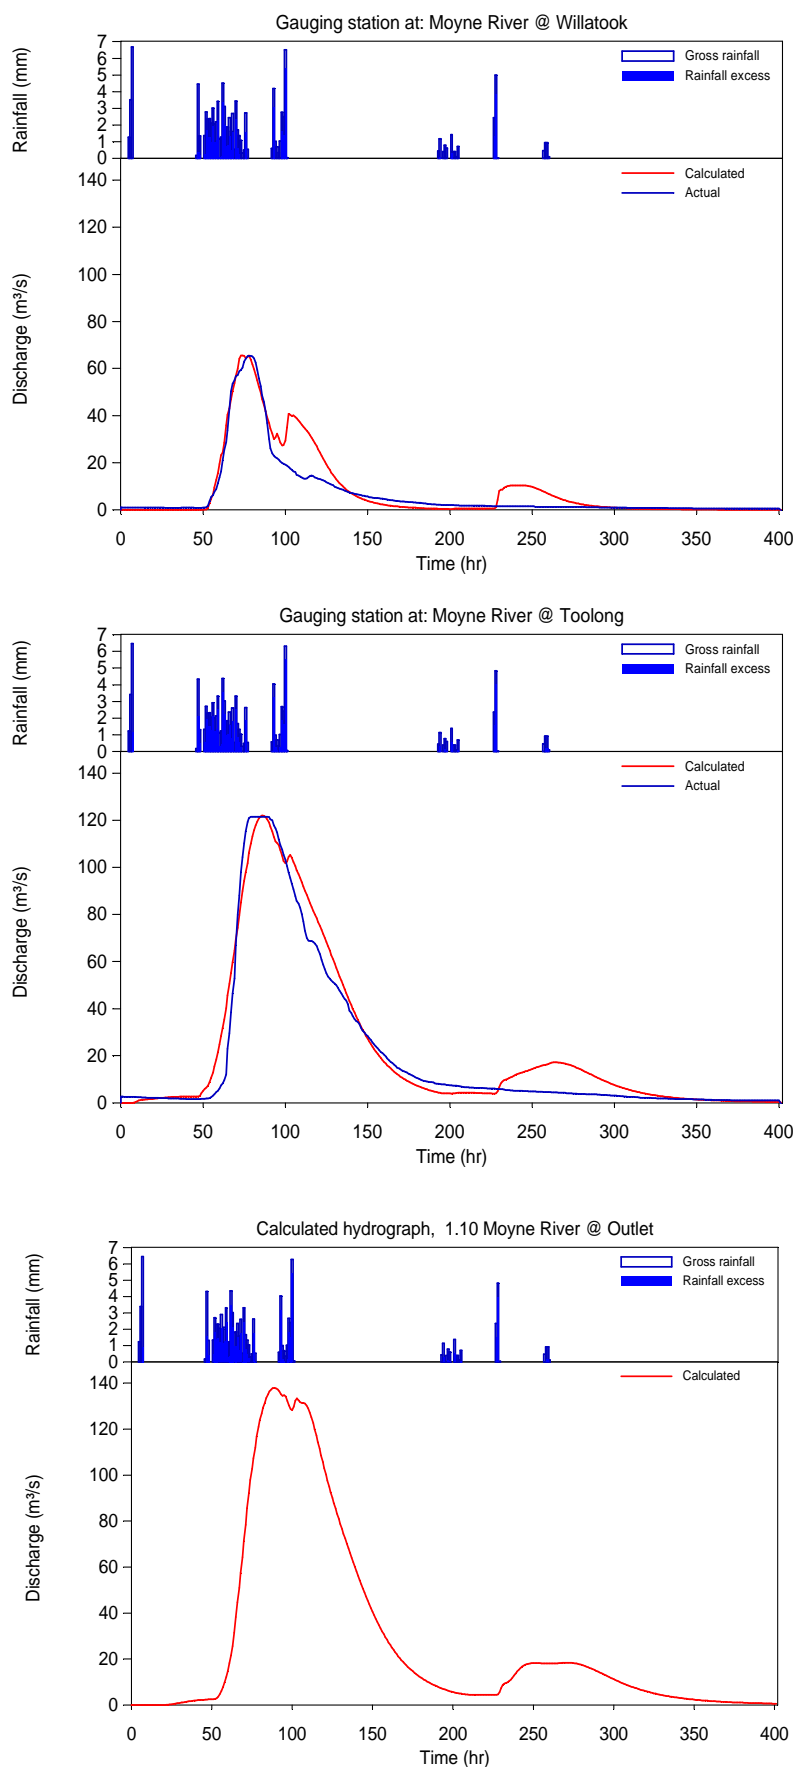 Gauging station at: Moyne River @ Willatook
Rainfall (mm)
7
6
5
4
3
2
1
0
Gross rainfall
Rainfall excess
Discharge (m³/s)
140
120
100
80
60
40
20
0
Calculated
Actual
0 50 100 150 200 250 300 350 400
Time (hr)
Gauging station at: Moyne River @ Toolong
Rainfall (mm)
7
6
5
4
3
2
1
0
Gross rainfall
Rainfall excess
Discharge (m³/s)
140
120
100
80
60
40
20
0
Calculated
Actual
0 50 100 150 200 250 300 350 400
Time (hr)
Calculated hydrograph, 1.10 Moyne River @ Outlet
Rainfall (mm)
7
6
5
4
3
2
1
0
Gross rainfall
Rainfall excess
Discharge (m³/s)
140
120
100
80
60
40
20
0
Calculated
0 50 100 150 200 250 300 350 400
Time (hr)